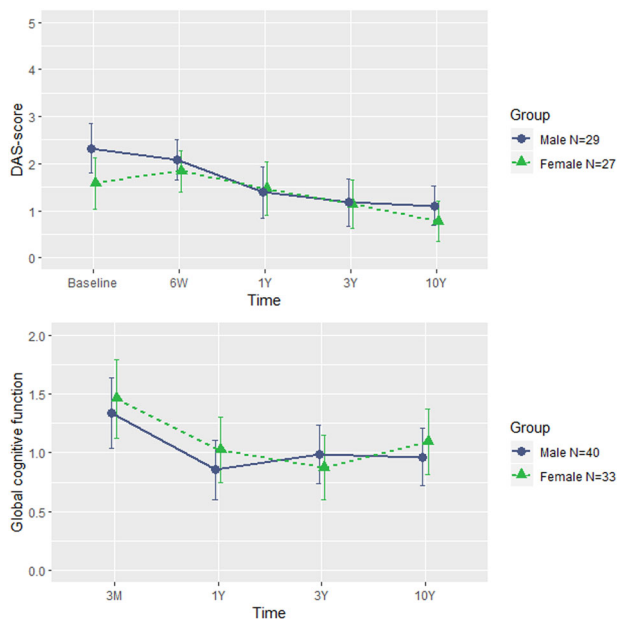 5
4
3
2
1
0
DAS-score
Baseline 6W 1Y 3Y 10Y
Time
Group
Male N=29
Female N=27
2.0
1.5
1.0
0.5
0.0
Global cognitive function
3M 1Y 3Y 10Y
Time
Group
Male N=40
Female N=33